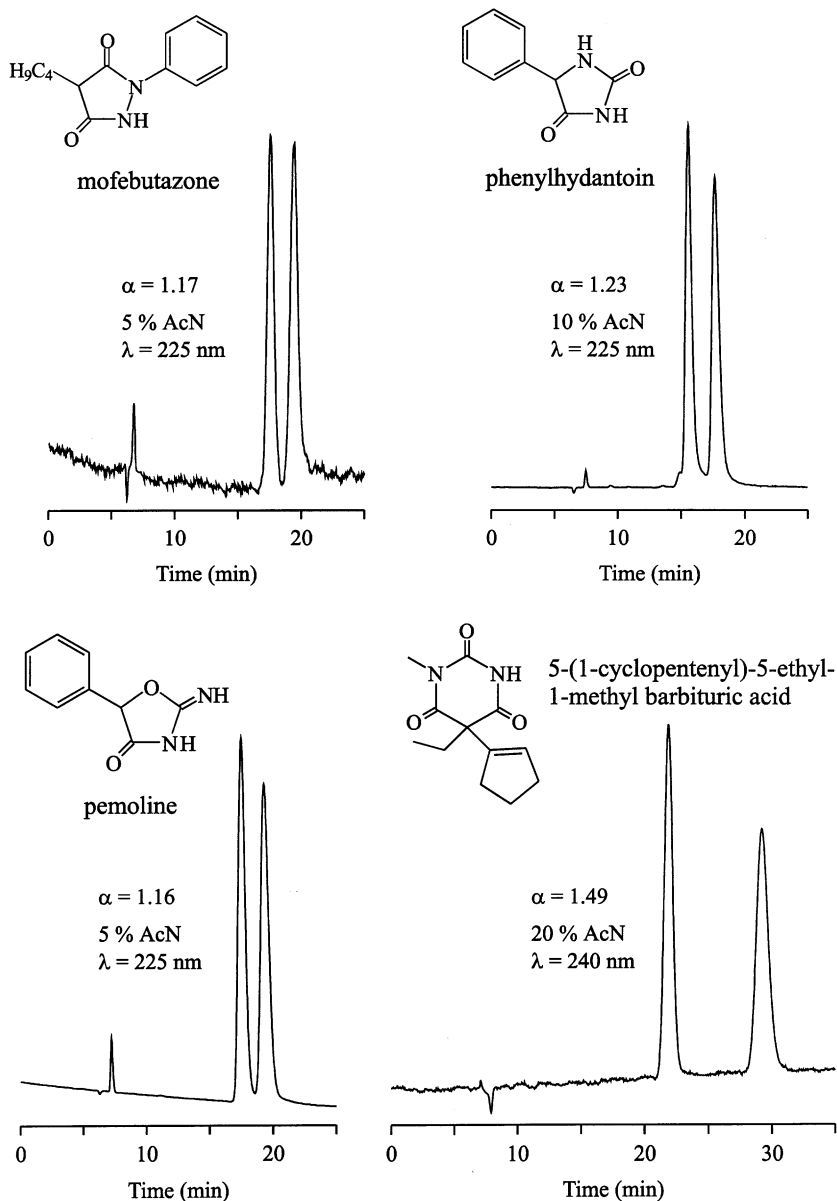 O
H₉C₄
N
NH
O
mofebutazone
α = 1.17
5 % AcN
λ = 225 nm
0 10 20
Time (min)
H
N
O
NH
O
phenylhydantoin
α = 1.23
10 % AcN
λ = 225 nm
0 10 20
Time (min)
O
NH
NH
O
pemoline
α = 1.16
5 % AcN
λ = 225 nm
0 10 20
Time (min)
O
N
NH
O
O
5-(1-cyclopentenyl)-5-ethyl-
1-methyl barbituric acid
α = 1.49
20 % AcN
λ = 240 nm
0 10 20 30
Time (min)